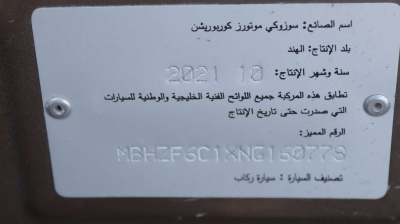 اسم الصانع: سوزوكي موتورز كوربوريشن
بلد الإنتاج: الهند
سنة وشهر الإنتاج: 10 2021
تطابق هذه المركبة جميع اللوائح الفنية الخليجية والوطنية للسيارات
التي صدرت حتى تاريخ الإنتاج
الرقم المميز:
MBHZF6C1XNG160778
تصنيف السيارة: سيارة ركاب